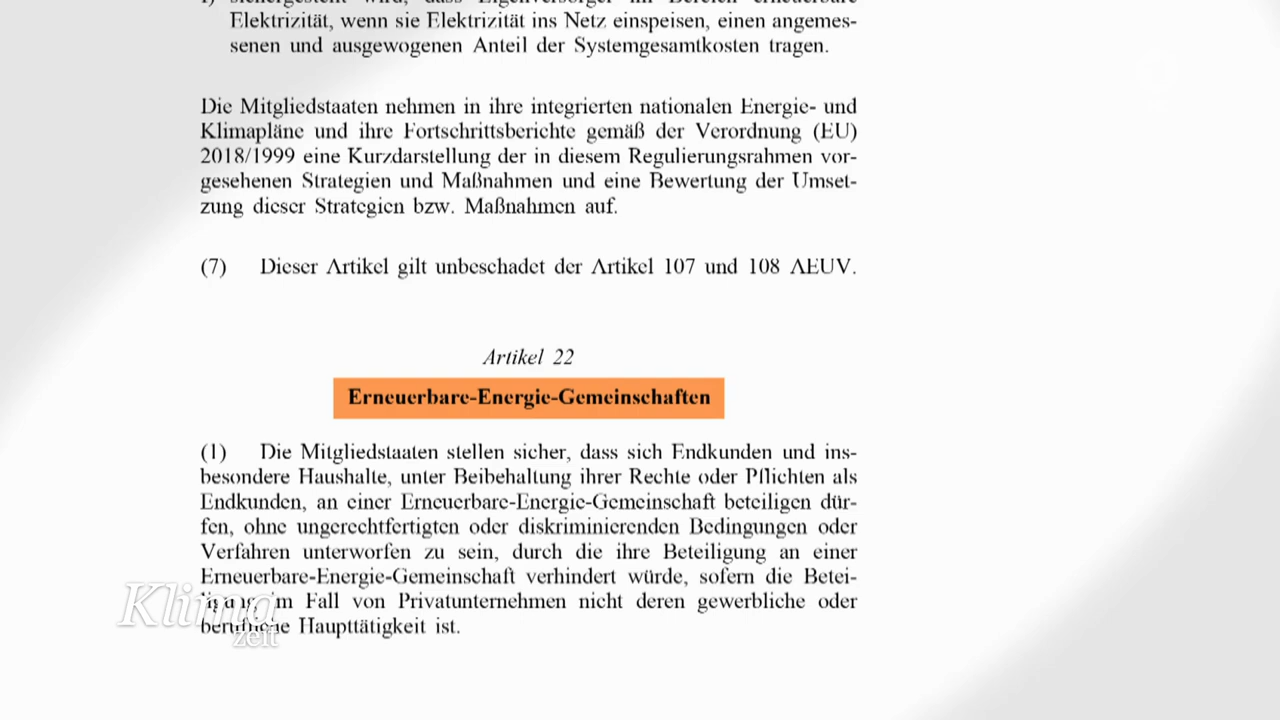 Elektrizität, wenn sie Elektrizität ins Netz einspeisen, einen angemes-
senen und ausgewogenen Anteil der Systemgesamtkosten tragen.
Die Mitgliedstaaten nehmen in ihre integrierten nationalen Energie- und
Klimapläne und ihre Fortschrittsberichte gemäß der Verordnung (EU)
2018/1999 eine Kurzdarstellung der in diesem Regulierungsrahmen vor-
gesehenen Strategien und Maßnahmen und eine Bewertung der Umset-
zung dieser Strategien bzw. Maßnahmen auf.
(7) Dieser Artikel gilt unbeschadet der Artikel 107 und 108 AEUV.
Artikel 22
Erneuerbare-Energie-Gemeinschaften
(1) Die Mitgliedstaaten stellen sicher, dass sich Endkunden und ins-
besondere Haushalte, unter Beibehaltung ihrer Rechte oder Pflichten als
Endkunden, an einer Erneuerbare-Energie-Gemeinschaft beteiligen dür-
fen, ohne ungerechtfertigten oder diskriminierenden Bedingungen oder
Verfahren unterworfen zu sein, durch die ihre Beteiligung an einer
Erneuerbare-Energie-Gemeinschaft verhindert würde, sofern die Betei-
ligung im Fall von Privatunternehmen nicht deren gewerbliche oder
berufliche Haupttätigkeit ist.
Klima
zeit